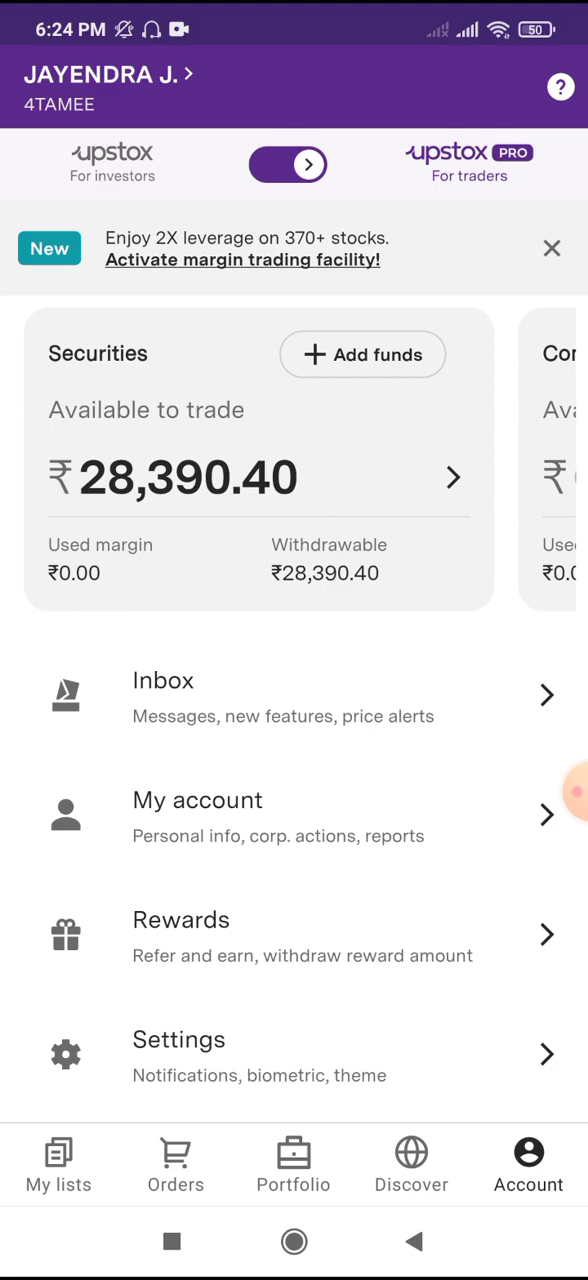 6:24 PM 50
JAYENDRA J. >
4TAMEE
?
upstox
For investors
upstox PRO
For traders
New
Enjoy 2X leverage on 370+ stocks.
Activate margin trading facility!
Securities
+ Add funds
Available to trade
₹28,390.40
Used margin
Withdrawable
₹0.00
₹28,390.40
Inbox
Messages, new features, price alerts
My account
Personal info, corp. actions, reports
Rewards
Refer and earn, withdraw reward amount
Settings
Notifications, biometric, theme
My lists
Orders
Portfolio
Discover
Account